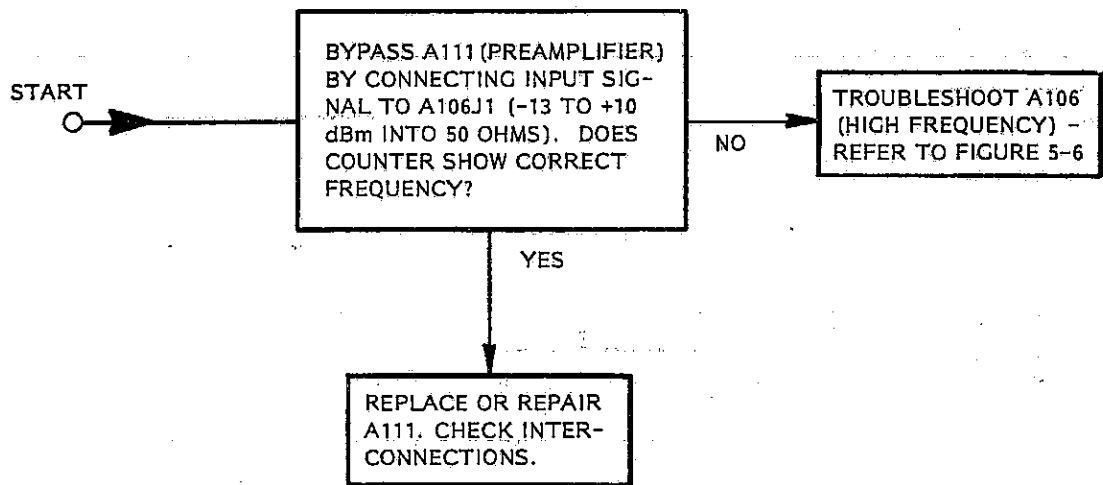 START
BYPASS A111 (PREAMPLIFIER)
BY CONNECTING INPUT SIG-
NAL TO A106J1 (-13 TO +10
dBm INTO 50 OHMS). DOES
COUNTER SHOW CORRECT
FREQUENCY?
NO
TROUBLESHOOT A106
(HIGH FREQUENCY) -
REFER TO FIGURE 5-6
YES
REPLACE OR REPAIR
A111. CHECK INTER-
CONNECTIONS.